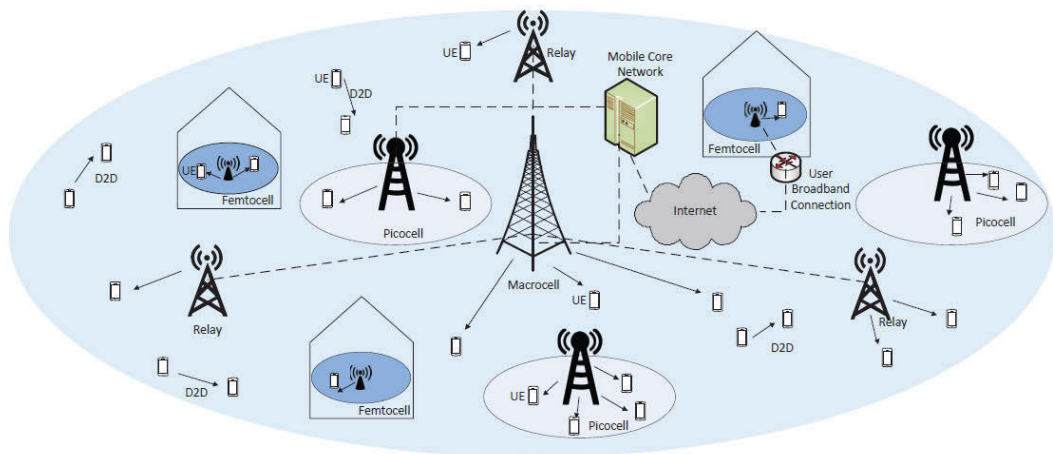 UE
Relay
Mobile Core
Network
UE
D2D
Femtocell
D2D
UE
Femtocell
User
Broadband
Connection
Internet
Picocell
Picocell
Macrocell
UE
Relay
Relay
D2D
D2D
Femtocell
UE
Picocell